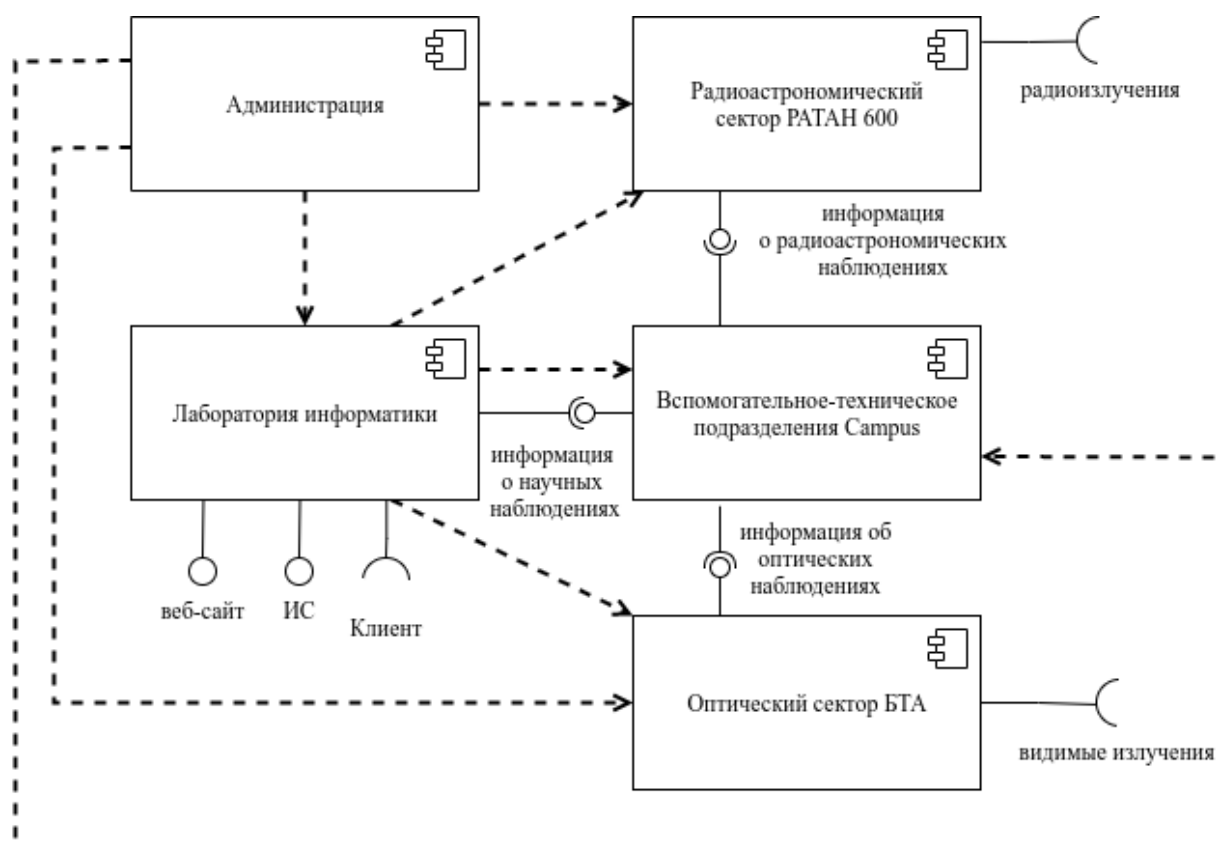 Администрация
Радиоастрономический
сектор РАТАН 600
радиоизлучения
информация
о радиоастрономических
наблюдениях
Лаборатория информатики
Вспомогательное-техническое
подразделения Campus
информация
о научных
наблюдениях
информация об
оптических
наблюдениях
веб-сайт
ИС
Клиент
Оптический сектор БТА
видимые излучения